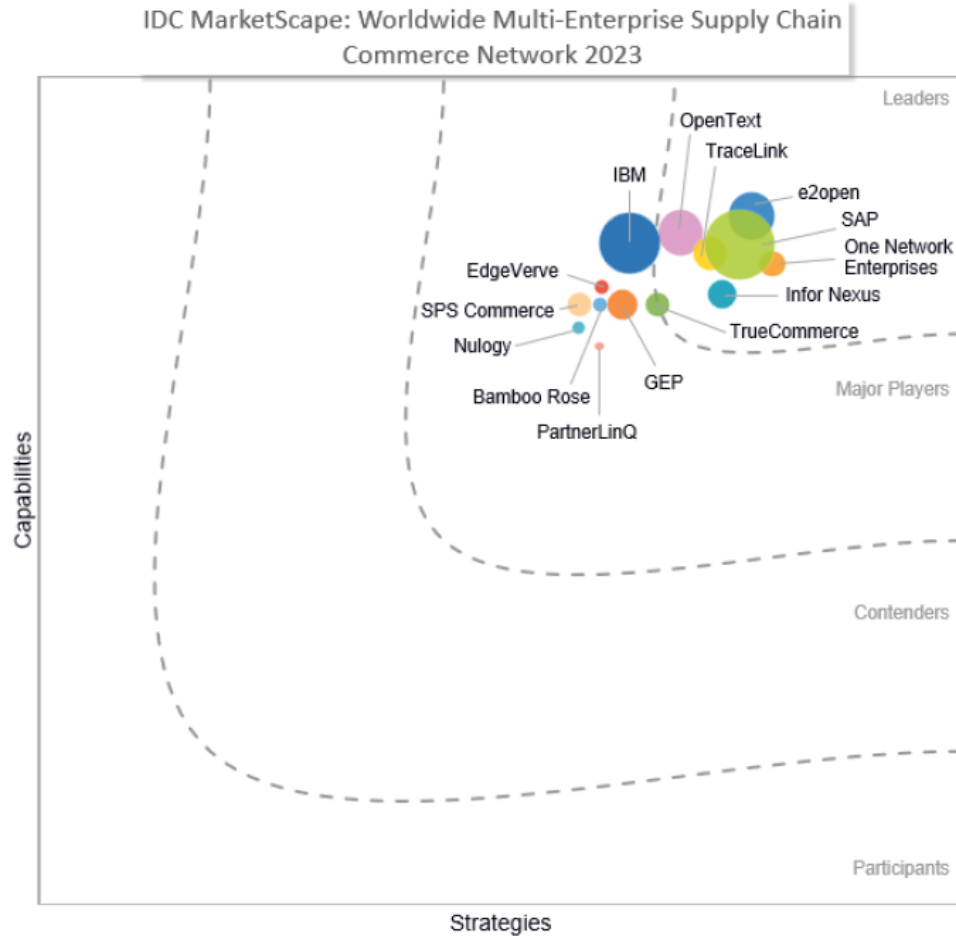 IDC MarketScape: Worldwide Multi-Enterprise Supply Chain
Commerce Network 2023
Leaders
OpenText
TraceLink
IBM
e2open
SAP
One Network
Enterprises
EdgeVerve
Infor Nexus
SPS Commerce
TrueCommerce
Nulogy
GEP
Major Players
Bamboo Rose
PartnerLinQ
Capabilities
Contenders
Participants
Strategies